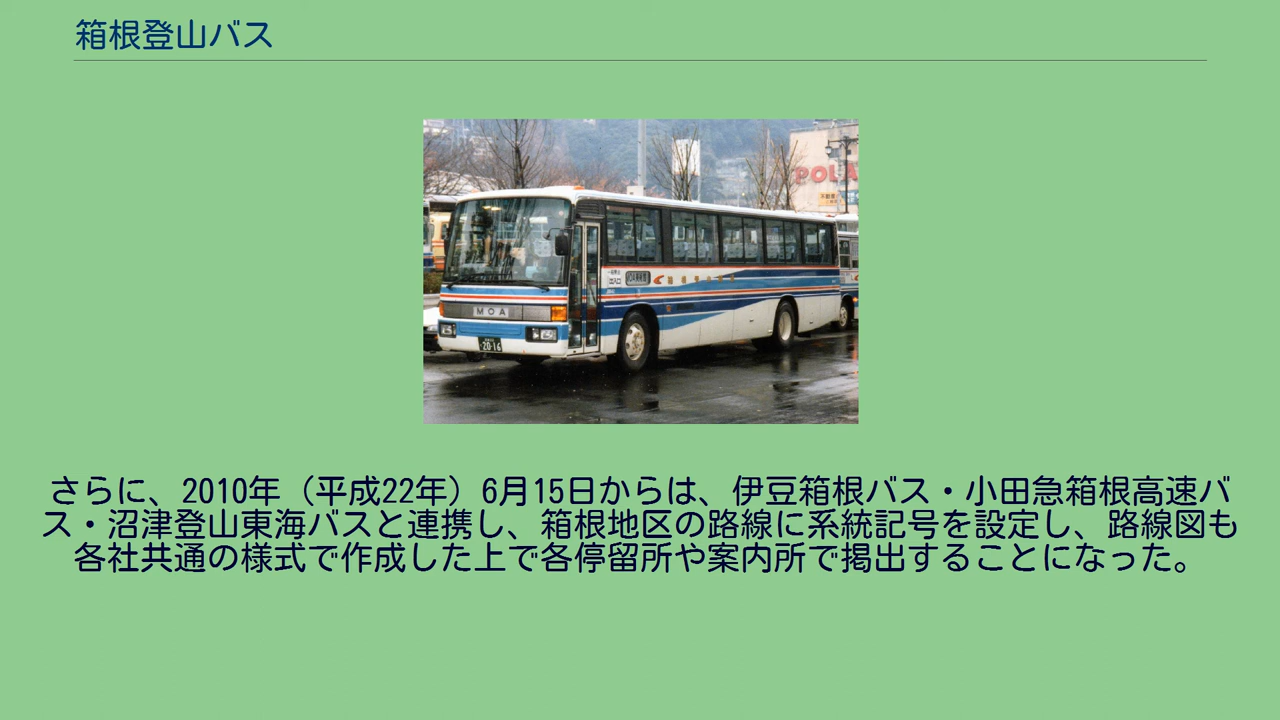 箱根登山バス
POLA
MOA
20-16
さらに、2010年（平成22年）6月15日からは、伊豆箱根バス・小田急箱根高速バ
ス・沼津登山東海バスと連携し、箱根地区の路線に系統記号を設定し、路線図も
各社共通の様式で作成した上で各停留所や案内所で掲出することになった。